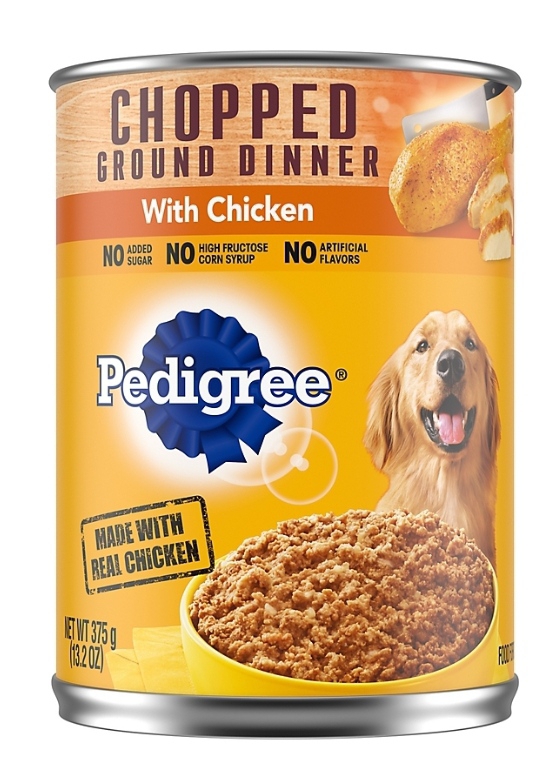 CHOPPED
GROUND DINNER
With Chicken
NO ADDED SUGAR
NO HIGH FRUCTOSE CORN SYRUP
NO ARTIFICIAL FLAVORS
Pedigree®
MADE WITH
REAL CHICKEN
NET WT 375 g
(13.2 OZ)
FOOD